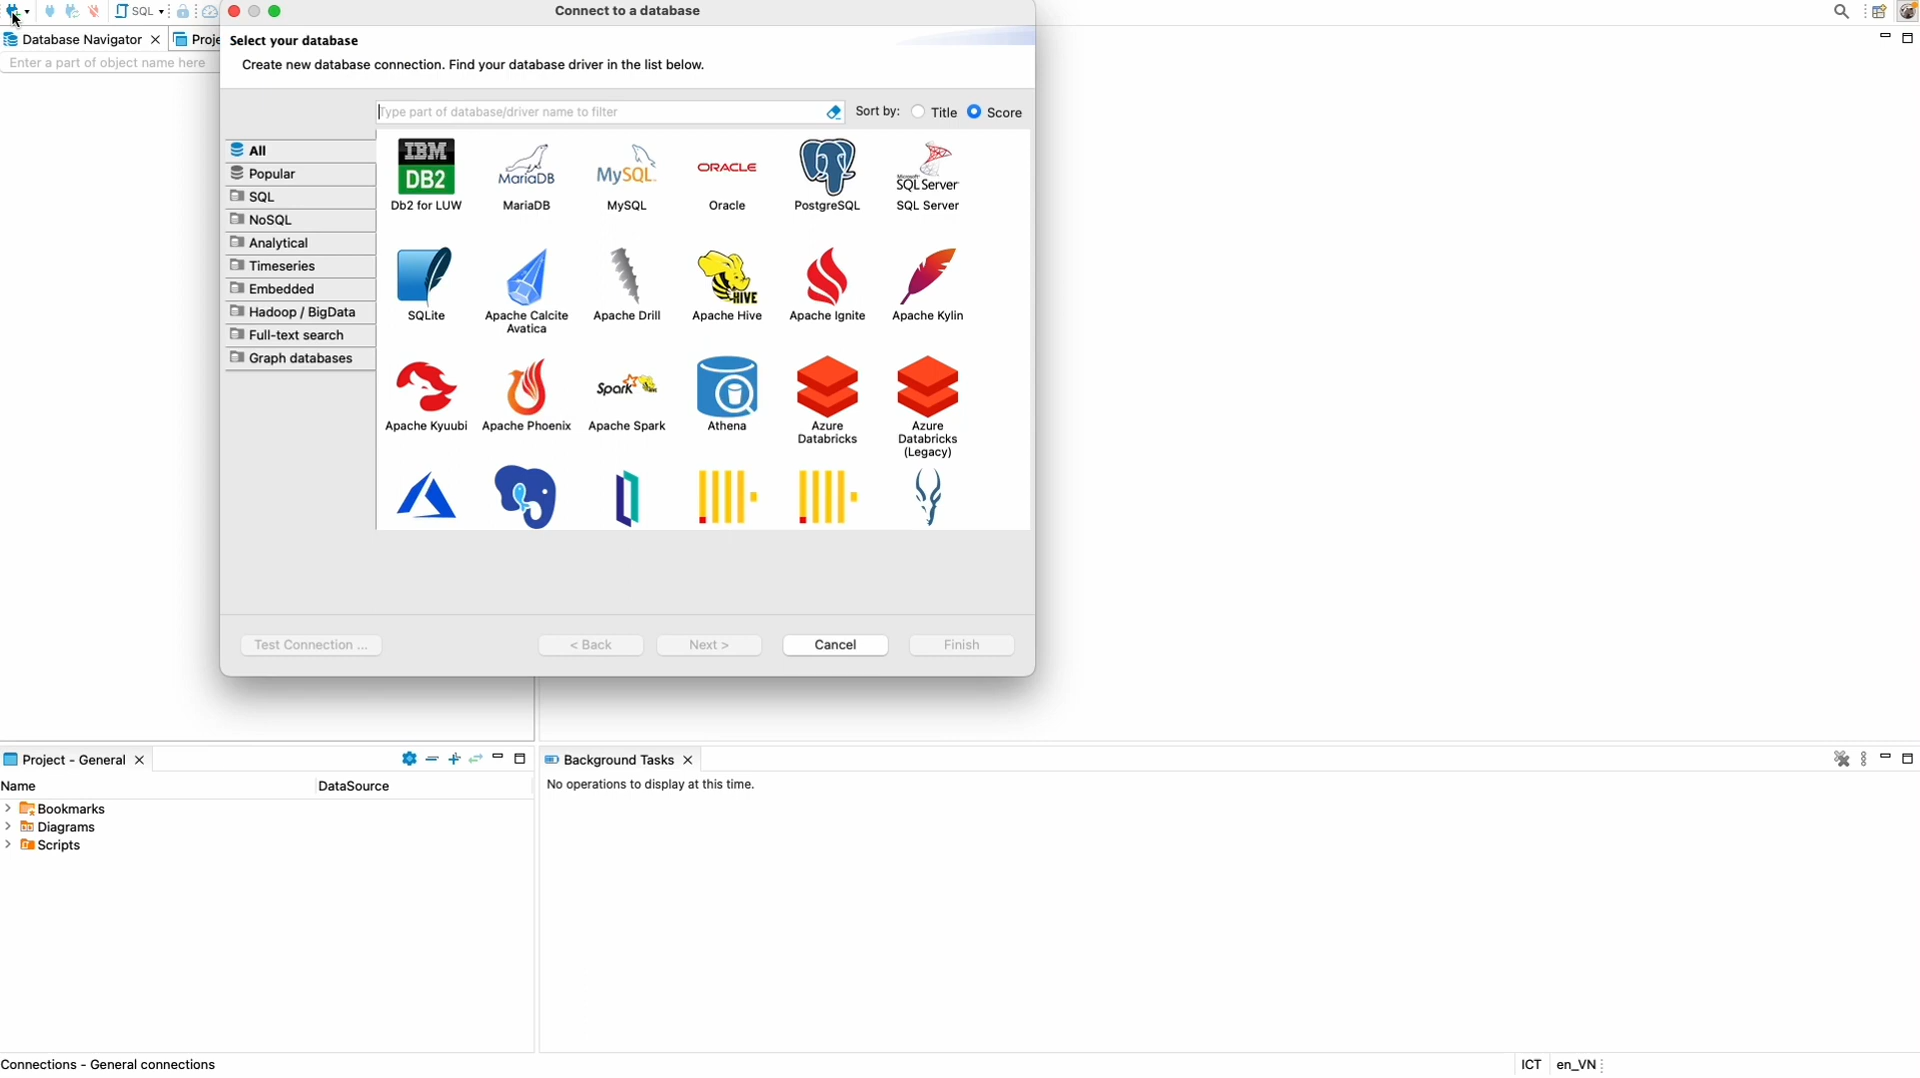 SQL
Connect to a database
Database Navigator
Proje
Select your database
Enter a part of object name here
Create new database connection. Find your database driver in the list below.
Type part of database/driver name to filter
Sort by:
Title
Score
All
Popular
SQL
NoSQL
Analytical
Timeseries
Embedded
Hadoop / BigData
Full-text search
Graph databases
IBM
DB2
MariaDB
MySQL
ORACLE
Microsoft
SQL Server
Db2 for LUW
MariaDB
MySQL
Oracle
PostgreSQL
SQL Server
HIVE
SQLite
Apache Calcite
Avatica
Apache Drill
Apache Hive
Apache Ignite
Apache Kylin
Spark
Apache Kyuubi
Apache Phoenix
Apache Spark
Athena
Azure
Databricks
Azure
Databricks
(Legacy)
Test Connection ...
< Back
Next >
Cancel
Finish
Project - General
Background Tasks
Name
DataSource
No operations to display at this time.
Bookmarks
Diagrams
Scripts
Connections - General connections
ICT
en_VN